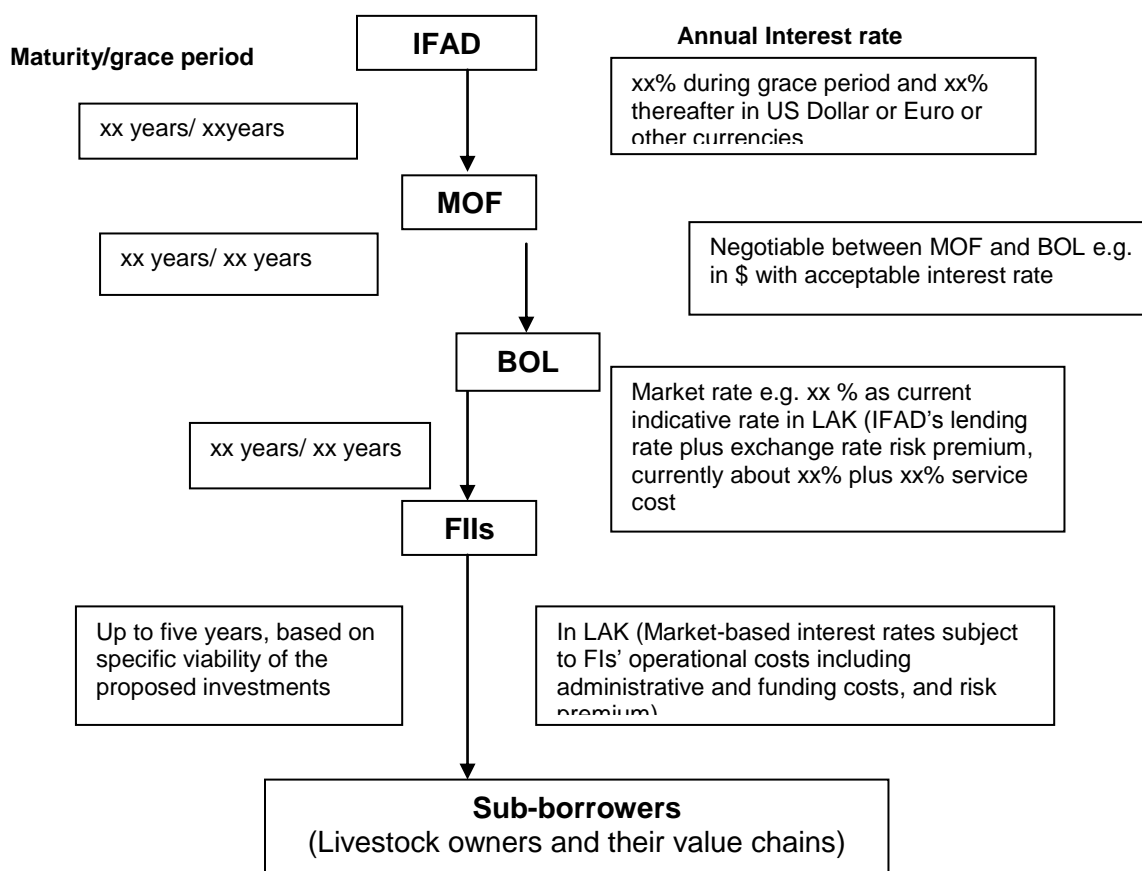 IFAD
Annual Interest rate
Maturity/grace period
xx% during grace period and xx%
thereafter in US Dollar or Euro or
other currencies
xx years/ xxyears
MOF
xx years/ xx years
Negotiable between MOF and BOL e.g.
in $ with acceptable interest rate
BOL
Market rate e.g. xx % as current
indicative rate in LAK (IFAD’s lending
rate plus exchange rate risk premium,
currently about xx% plus xx% service
cost
xx years/ xx years
FIIs
Up to five years, based on
specific viability of the
proposed investments
In LAK (Market-based interest rates subject
to FIs’ operational costs including
administrative and funding costs, and risk
premium)
Sub-borrowers
(Livestock owners and their value chains)